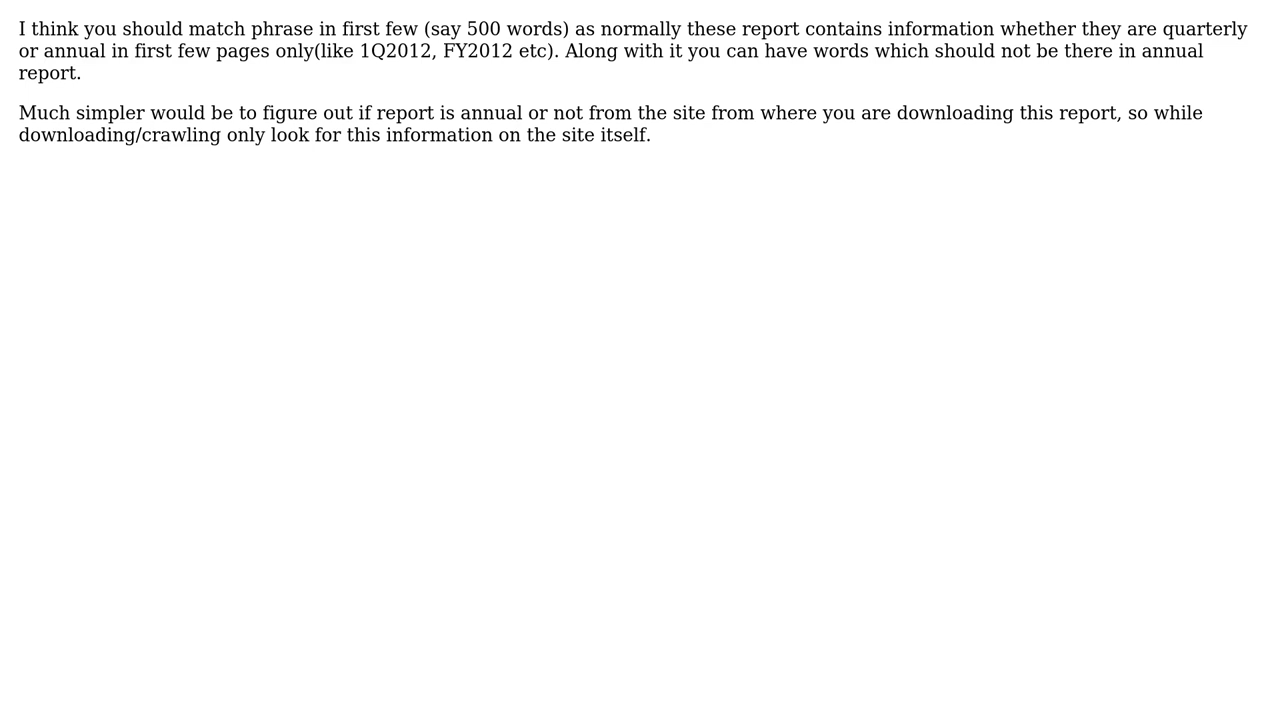 I think you should match phrase in first few (say 500 words) as normally these report contains information whether they are quarterly
or annual in first few pages only(like 1Q2012, FY2012 etc). Along with it you can have words which should not be there in annual
report.
Much simpler would be to figure out if report is annual or not from the site from where you are downloading this report, so while
downloading/crawling only look for this information on the site itself.